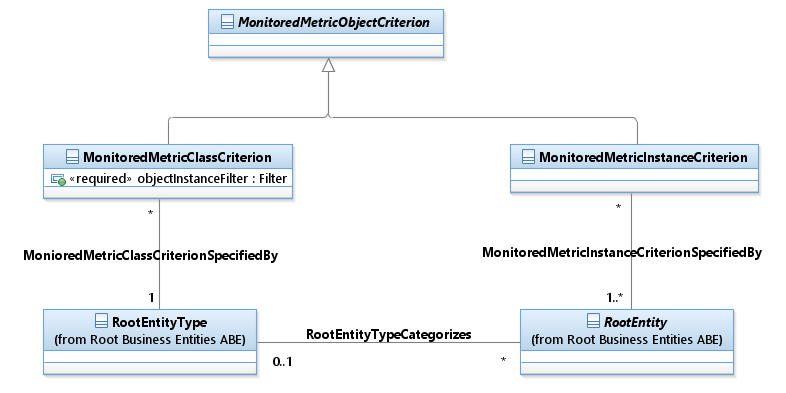 MonitoredMetricObjectCriterion
MonitoredMetricClassCriterion
«required» objectInstanceFilter : Filter
MonitoredMetricInstanceCriterion
*
*
MonioredMetricClassCriterionSpecifiedBy
MonitoredMetricInstanceCriterionSpecifiedBy
1
1..*
RootEntityType
(from Root Business Entities ABE)
RootEntityTypeCategorizes
RootEntity
(from Root Business Entities ABE)
0..1
*